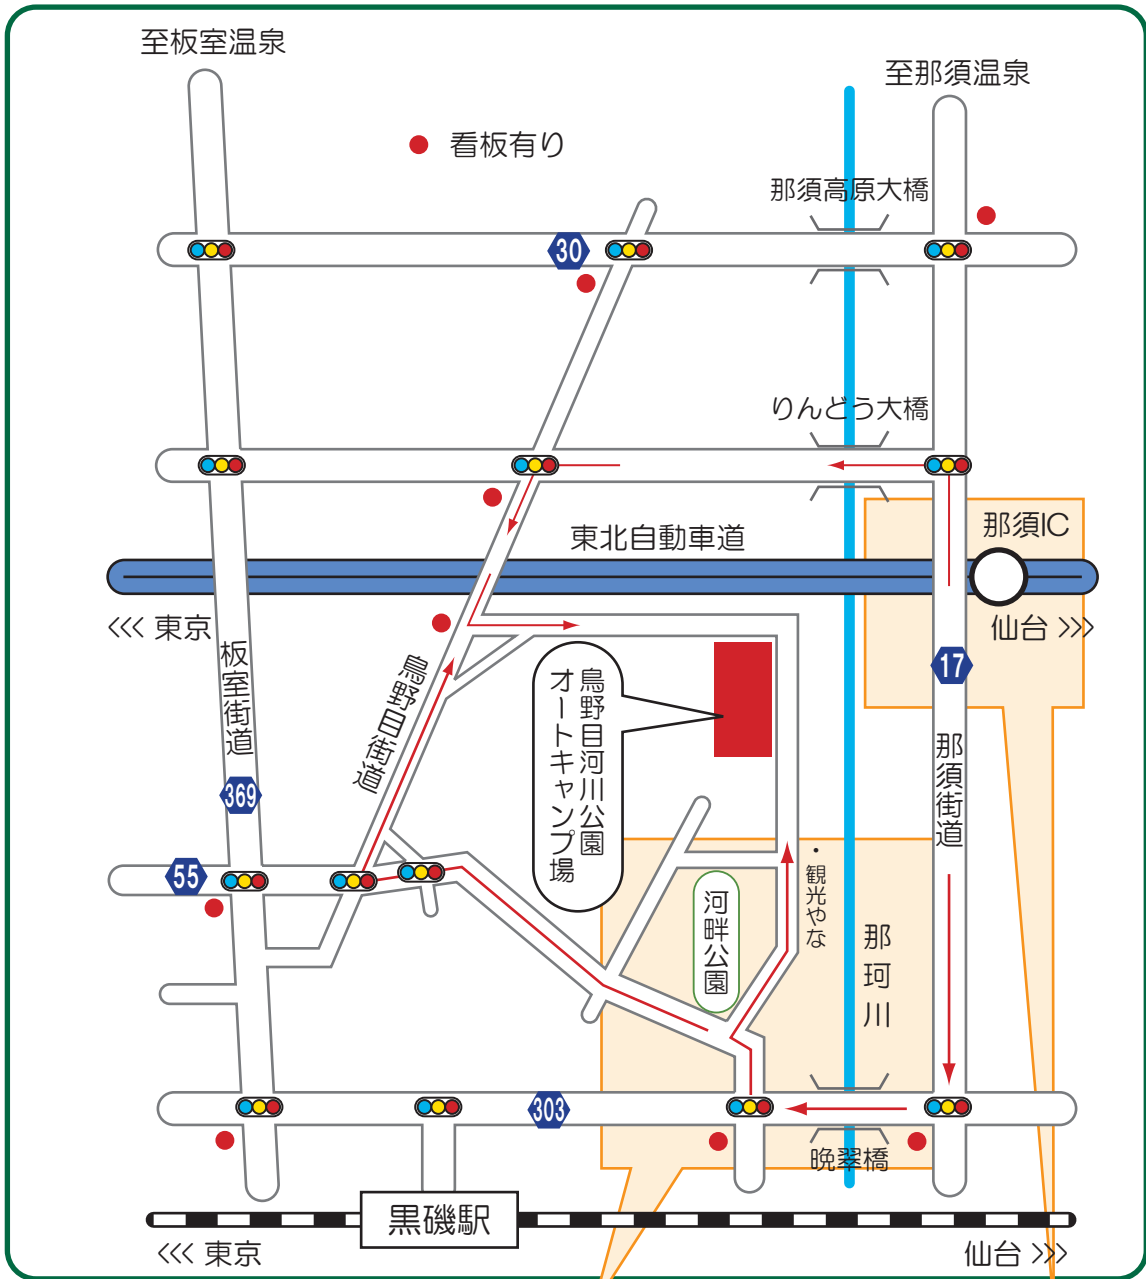 至板室温泉
至那須温泉
看板有り
那須高原大橋
30
りんどう大橋
那須IC
東北自動車道
<<< 東京
仙台 >>>
板室街道
鳥野目街道
鳥野目河川公園
オートキャンプ場
17
那須街道
369
55
・観光やな
河畔公園
那珂川
303
晩翠橋
黒磯駅
<<< 東京
仙台 >>>